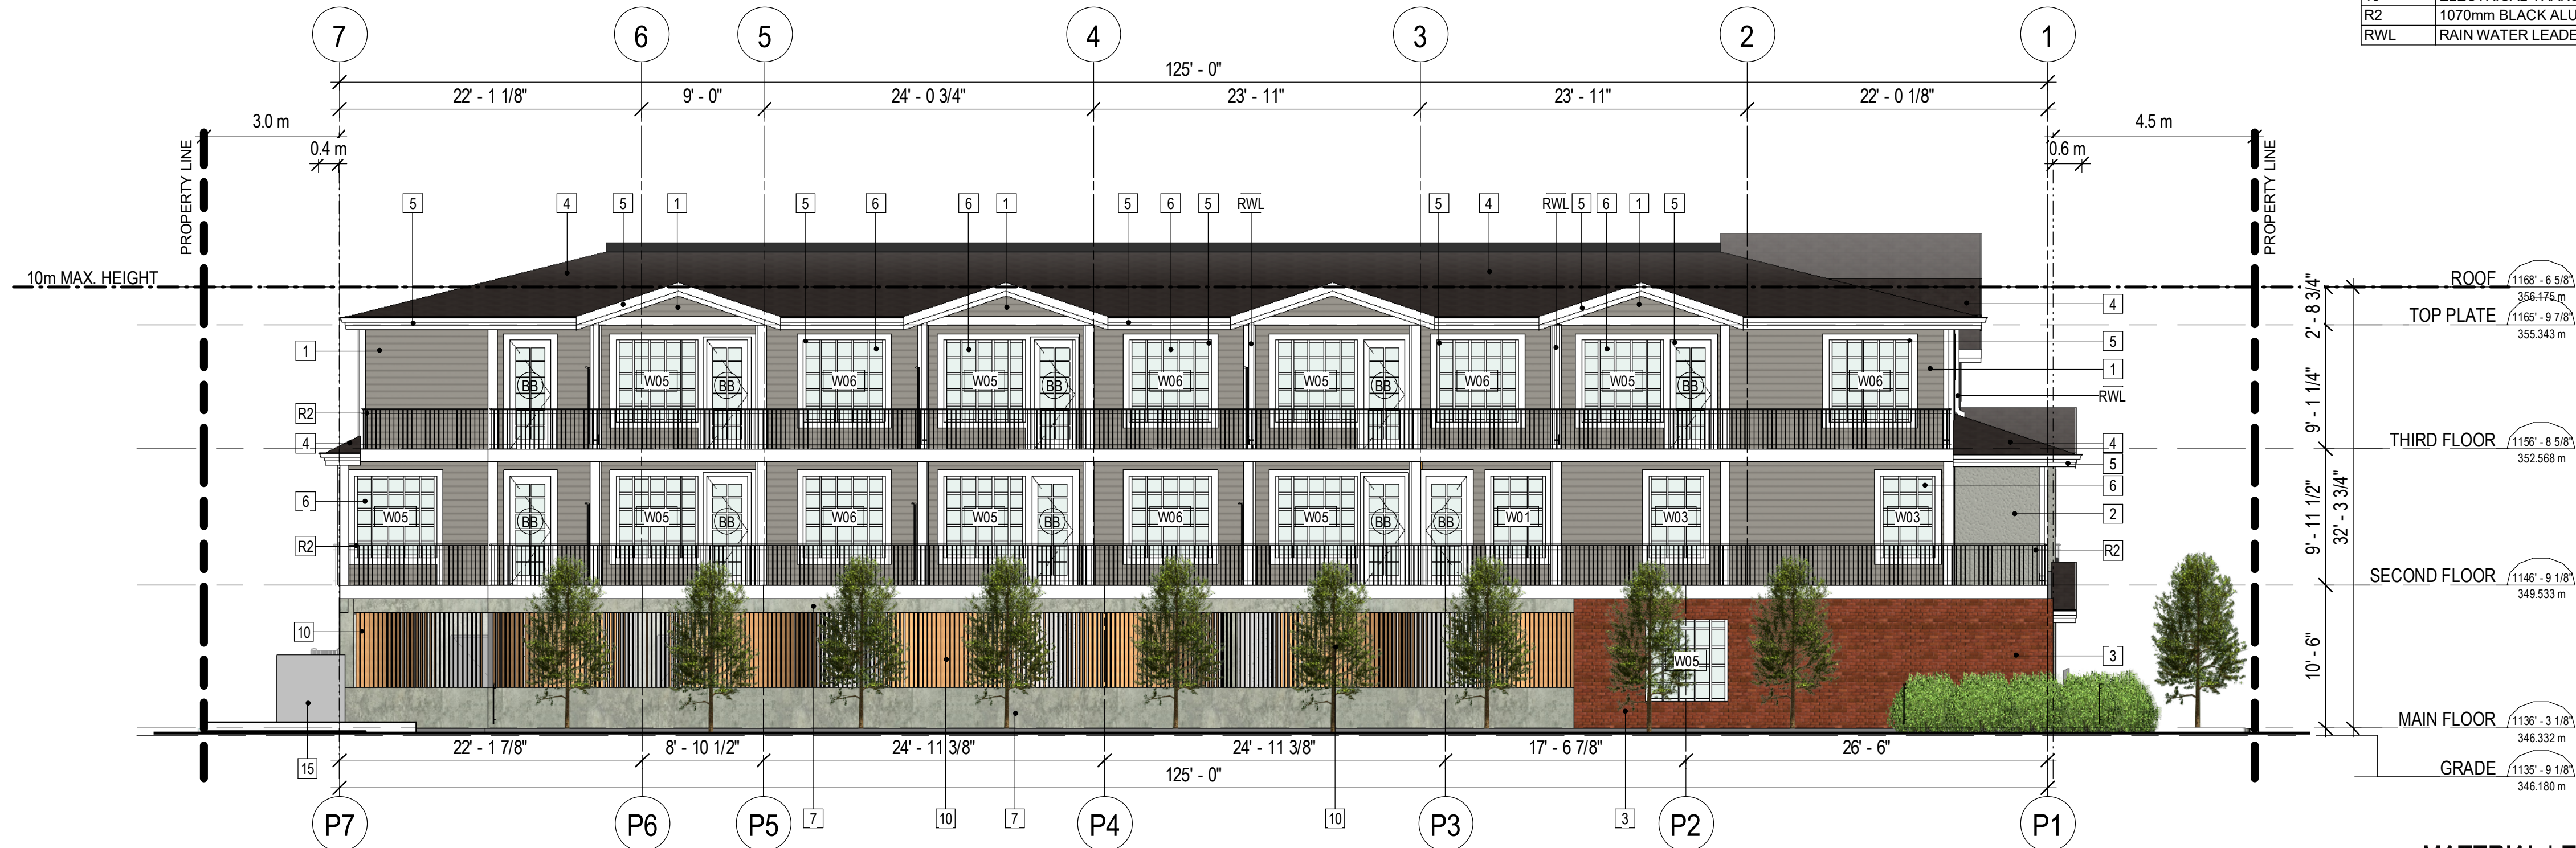 R2 1070mm BLACK ALU
RWL RAIN WATER LEADE
7 6 5 4 3 2 1
125' - 0"
22' - 1 1/8" 9' - 0" 24' - 0 3/4" 23' - 11" 23' - 11" 22' - 0 1/8"
3.0 m 4.5 m
0.4 m 0.6 m
PROPERTY LINE PROPERTY LINE
5 4 5 1 5 6 6 1 5 6 5 RWL 5 4 RWL 5 6 1 5
10m MAX. HEIGHT
ROOF 1168' - 6 5/8"
356.175 m
4
TOP PLATE 1165' - 9 7/8"
355.343 m
2' - 8 3/4"
1 5
1
BB W05 BB W06 W05 BB W06 W05 BB W06 W05 BB W06
9' - 1 1/4"
RWL
R2
4 4
THIRD FLOOR 1156' - 8 5/8"
352.568 m
5
6 6
W05 BB W05 BB W06 W05 BB W06 W05 BB BB W01 W03 W03 2
9' - 11 1/2"
32' - 3 3/4"
R2 R2
SECOND FLOOR 1146' - 9 1/8"
349.533 m
10
W05 3
10' - 6"
MAIN FLOOR 1136' - 3 1/8"
346.332 m
22' - 1 7/8" 8' - 10 1/2" 24' - 11 3/8" 24' - 11 3/8" 17' - 6 7/8" 26' - 6"
15
125' - 0"
GRADE 1135' - 9 1/8"
346.180 m
7 10 7 10 3
P7 P6 P5 P4 P3 P2 P1